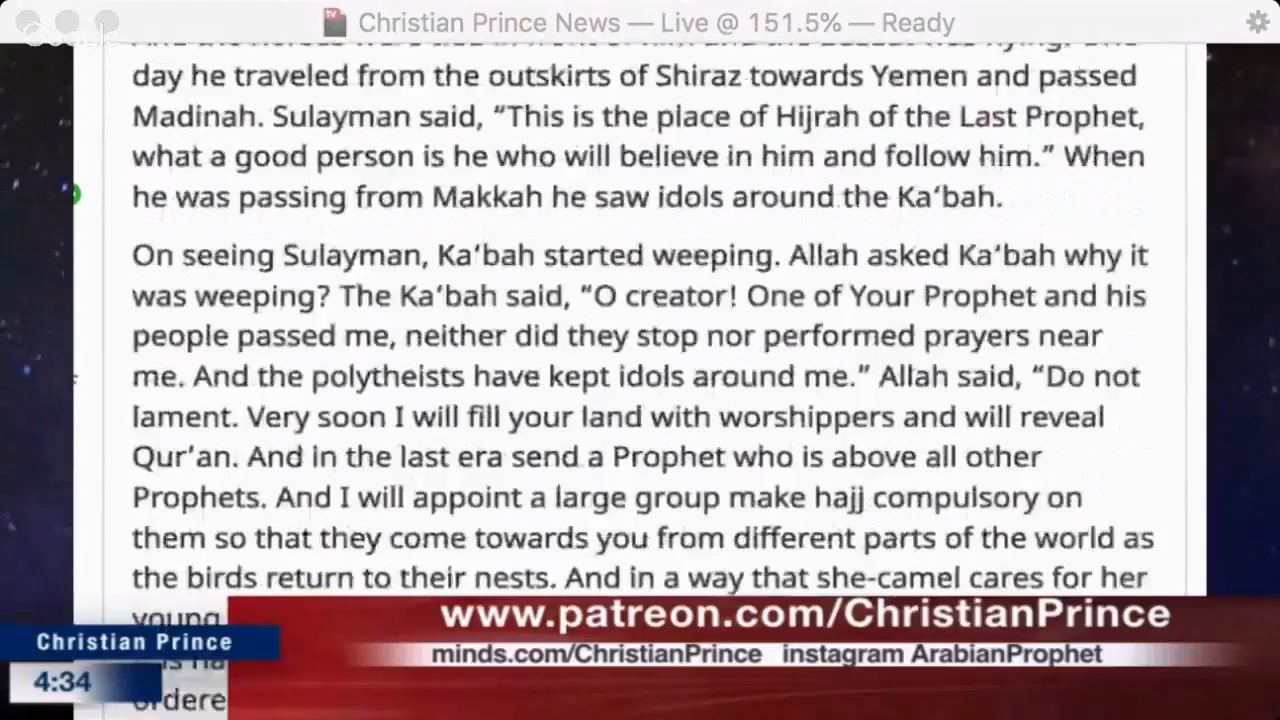 Christian Prince News — Live @ 151.5% — Ready
day he traveled from the outskirts of Shiraz towards Yemen and passed
Madinah. Sulayman said, “This is the place of Hijrah of the Last Prophet,
what a good person is he who will believe in him and follow him.” When
he was passing from Makkah he saw idols around the Ka‘bah.
On seeing Sulayman, Ka‘bah started weeping. Allah asked Ka‘bah why it
was weeping? The Ka‘bah said, “O creator! One of Your Prophet and his
people passed me, neither did they stop nor performed prayers near
me. And the polytheists have kept idols around me.” Allah said, “Do not
lament. Very soon I will fill your land with worshippers and will reveal
Qur’an. And in the last era send a Prophet who is above all other
Prophets. And I will appoint a large group make hajj compulsory on
them so that they come towards you from different parts of the world as
the birds return to their nests. And in a way that she-camel cares for her
young
www.patreon.com/ChristianPrince
Christian Prince
minds.com/ChristianPrince instagram ArabianProphet
4:34